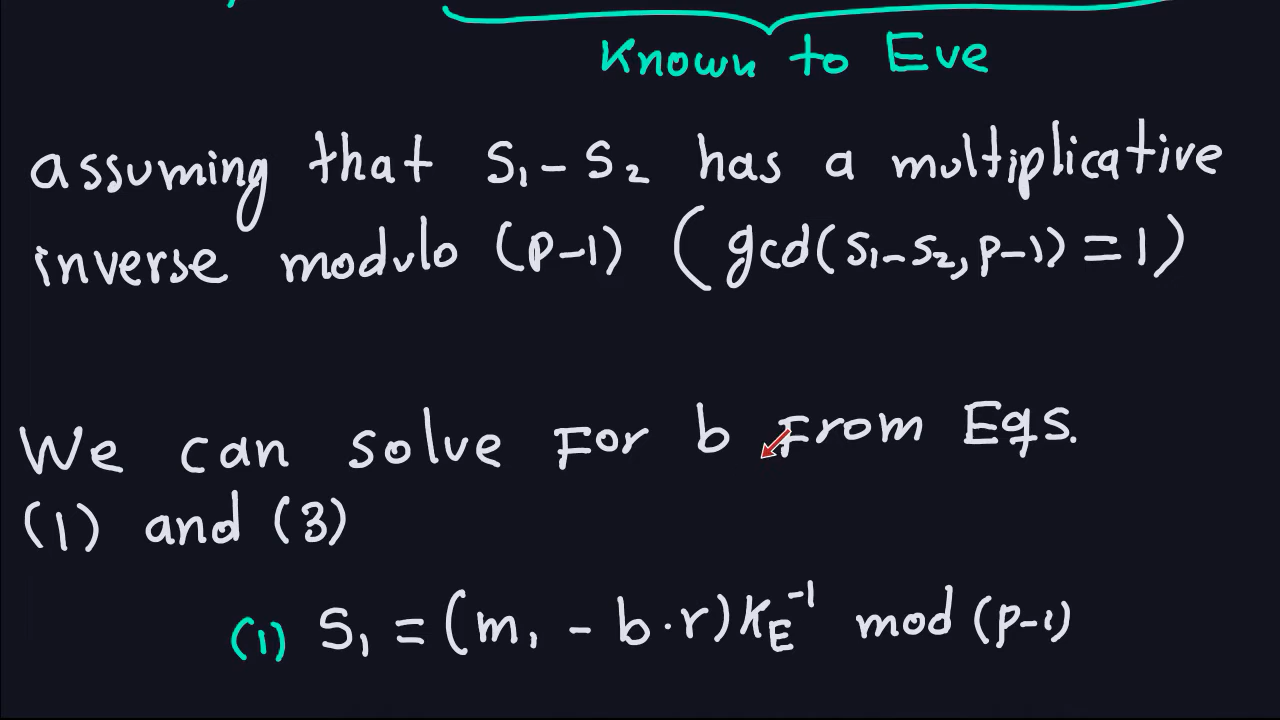 Known to Eve
assuming that S₁ - S₂ has a multiplicative
inverse modulo (p-1) (gcd(S₁-S₂, p-1) = 1)
We can solve For b From Eqs.
(1) and (3)
(1) S₁ = (m₁ - b·r)K_E⁻¹ mod (p-1)